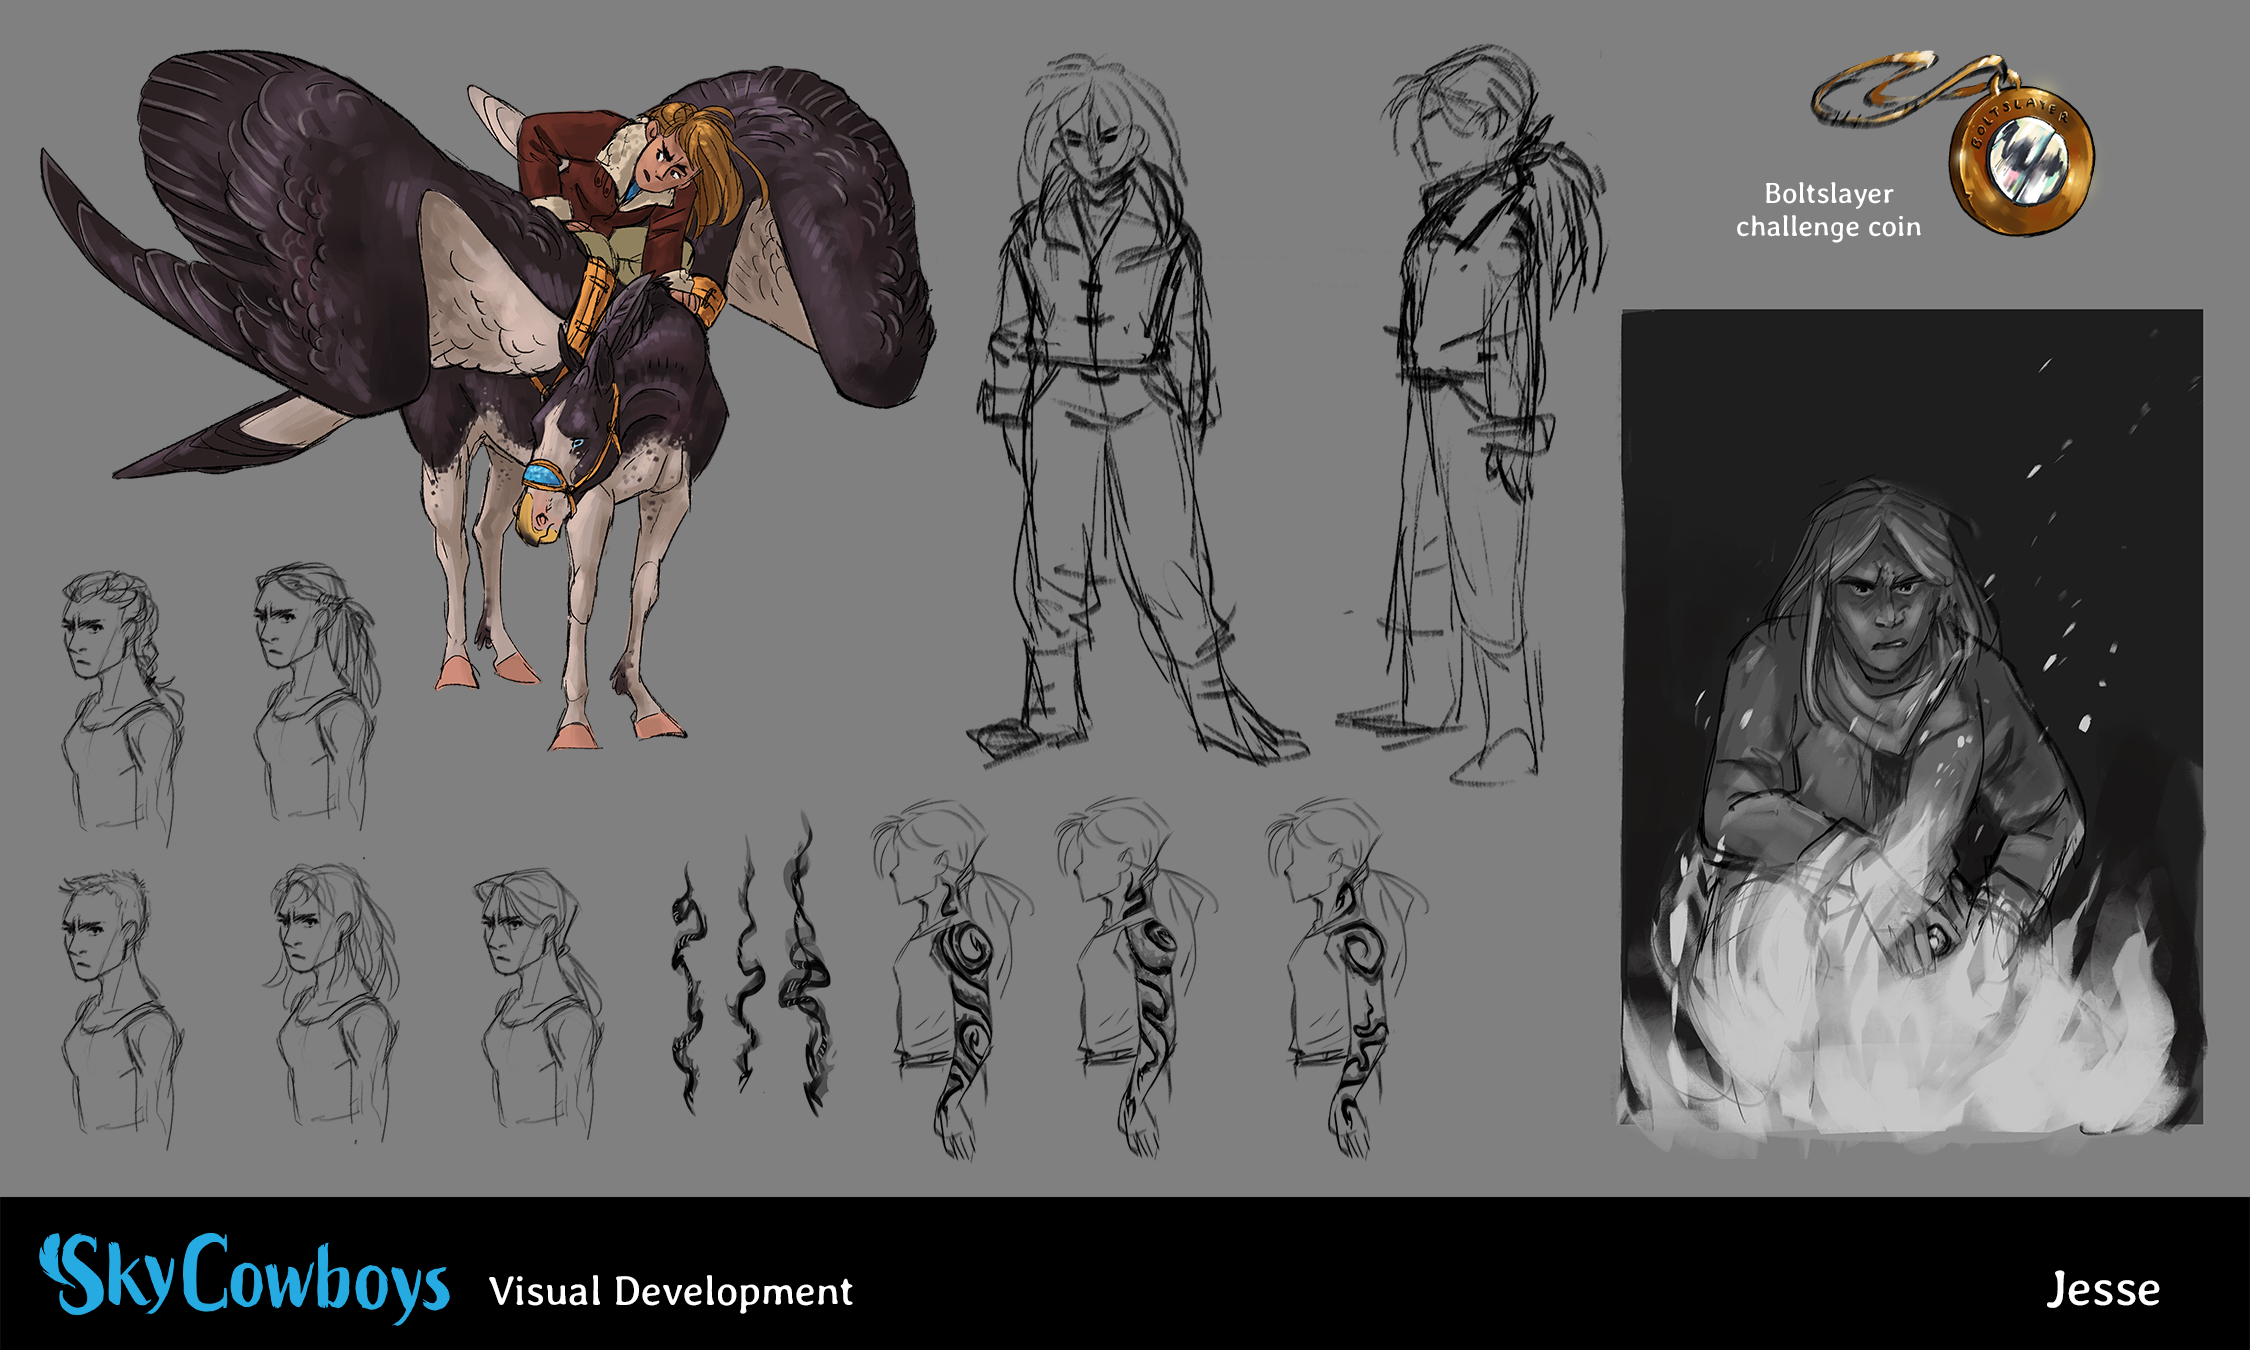 BOLTSLAYER
Boltslayer
challenge coin
SkyCowboys Visual Development
Jesse